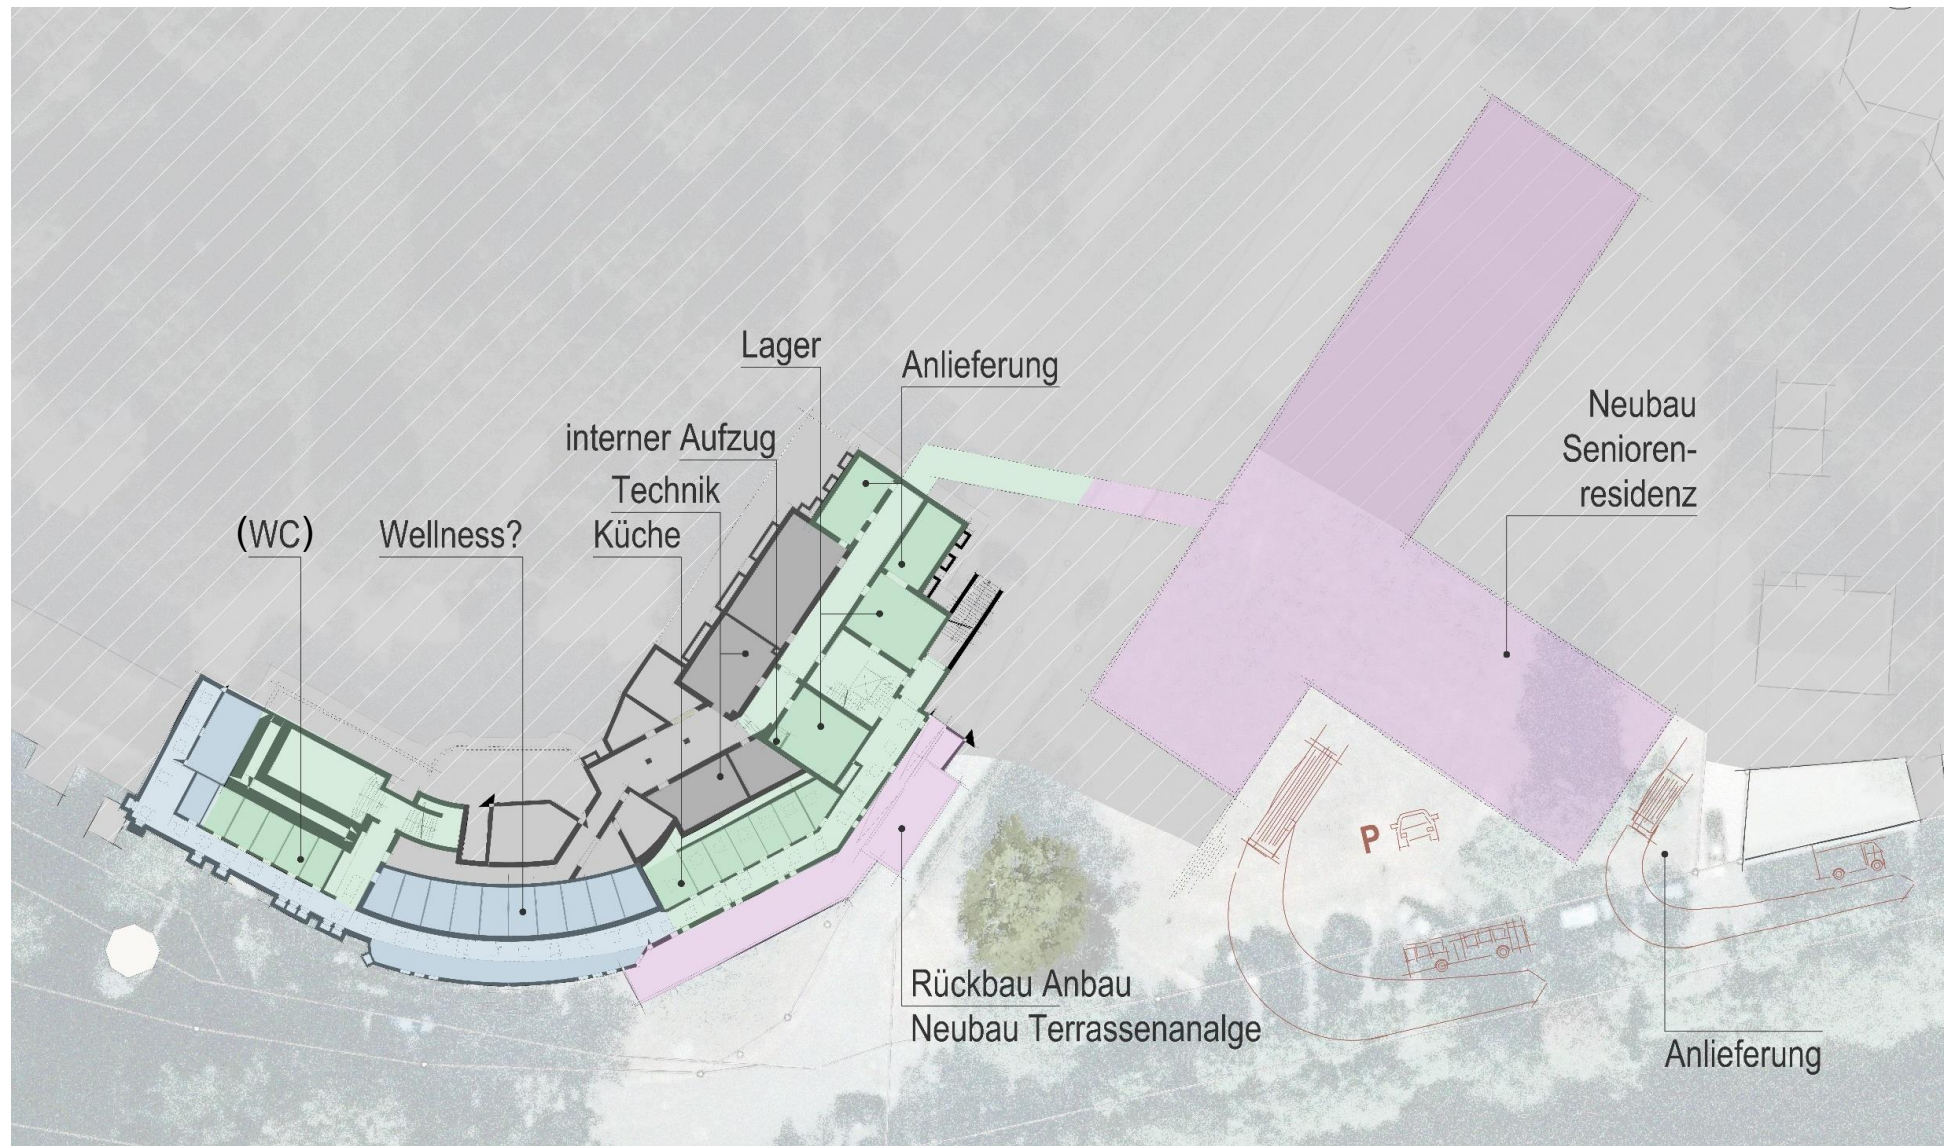 Lager
Anlieferung
Neubau
Senioren-
residenz
interner Aufzug
Technik
(WC)
Wellness?
Küche
P
Rückbau Anbau
Neubau Terrassenanalge
Anlieferung